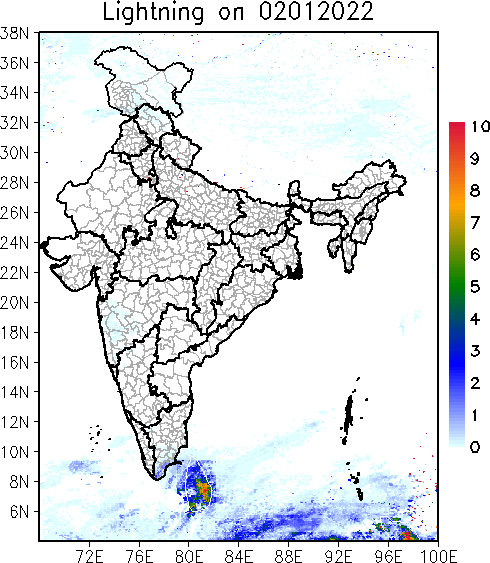 Lightning on 02012022
38N
36N
34N
32N
30N
28N
26N
24N
22N
20N
18N
16N
14N
12N
10N
8N
6N
72E 76E 80E 84E 88E 92E 96E 100E
10
9
8
7
6
5
4
3
2
1
0